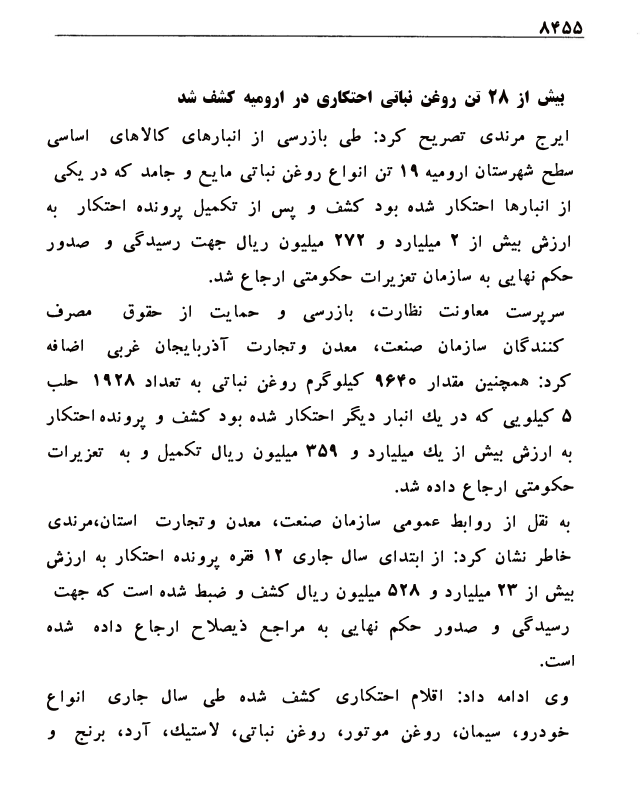 ۸۴۵۵
بیش از ۲۸ تن روغن نباتی احتکاری در ارومیه کشف شد
ایرج مرندی تصریح کرد: طی بازرسی از انبارهای کالاهای اساسی
سطح شهرستان ارومیه ۱۹ تن انواع روغن نباتی مایع و جامد که در یکی
از انبارها احتکار شده بود کشف و پس از تکمیل پرونده احتکار به
ارزش بیش از ۲ میلیارد و ۲۷۲ میلیون ریال جهت رسیدگی و صدور
حکم نهایی به سازمان تعزیرات حکومتی ارجاع شد.
سرپرست معاونت نظارت، بازرسی و حمایت از حقوق مصرف
کنندگان سازمان صنعت، معدن وتجارت آذربایجان غربی اضافه
کرد: همچنین مقدار ۹۶۴۰ کیلوگرم روغن نباتی به تعداد ۱۹۲۸ حلب
۵ کیلویی که در یك انبار دیگر احتکار شده بود کشف و پرونده احتکار
به ارزش بیش از یك میلیارد و ۳۵۹ میلیون ریال تکمیل و به تعزیرات
حکومتی ارجاع داده شد.
به نقل از روابط عمومی سازمان صنعت، معدن وتجارت استان،مرندی
خاطر نشان کرد: از ابتدای سال جاری ۱۲ فقره پرونده احتکار به ارزش
بیش از ۲۳ میلیارد و ۵۲۸ میلیون ریال کشف و ضبط شده است که جهت
رسیدگی و صدور حکم نهایی به مراجع ذیصلاح ارجاع داده شده
است.
وی ادامه داد: اقلام احتکاری کشف شده طی سال جاری انواع
خودرو، سیمان، روغن موتور، روغن نباتی، لاستیك، آرد، برنج و